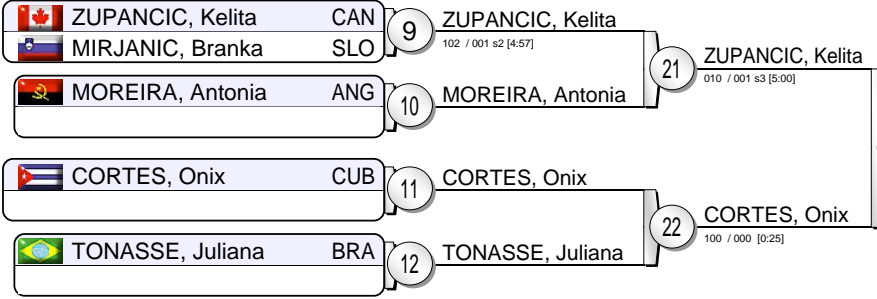 ZUPANCIC, Kelita CAN
MIRJANIC, Branka SLO
9
ZUPANCIC, Kelita
102 / 001 s2 [4:57]
MOREIRA, Antonia ANG
10
MOREIRA, Antonia
21
ZUPANCIC, Kelita
010 / 001 s3 [5:00]
CORTES, Onix CUB
11
CORTES, Onix
TONASSE, Juliana BRA
12
TONASSE, Juliana
22
CORTES, Onix
100 / 000 [0:25]